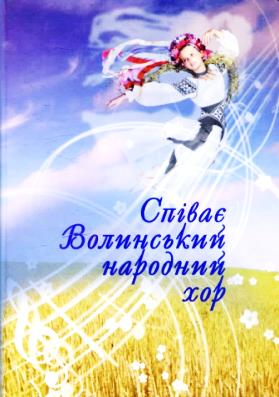 Співає
Волинський
народний
хор